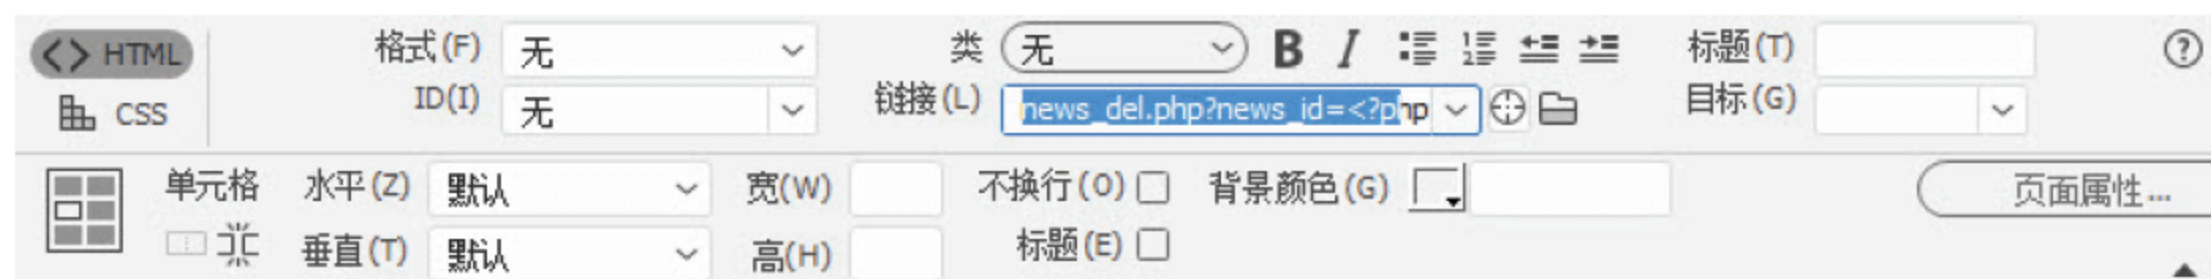 HTML 格式(F) 无 类 无 B I 标题(T) ?
CSS ID(I) 无 链接(L) news_del.php?news_id=<?php 目标(G)
单元格 水平(Z) 默认 宽(W) 不换行(O) 背景颜色(G) 页面属性...
垂直(T) 默认 高(H) 标题(E)